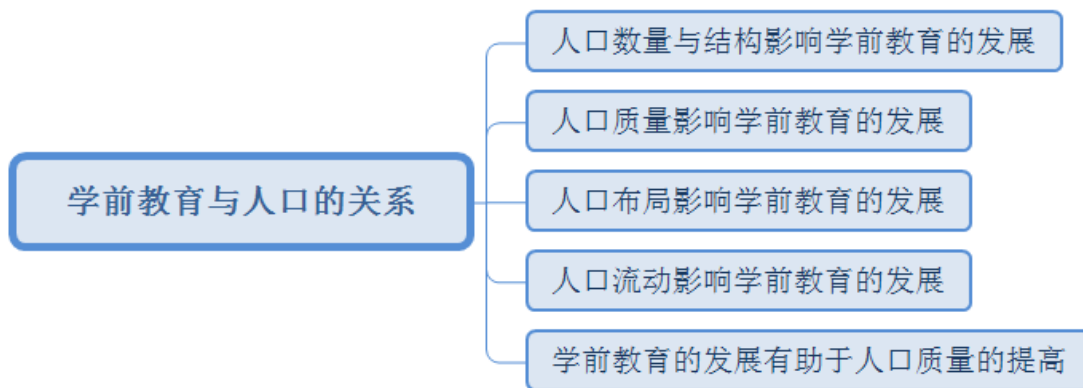 人口数量与结构影响学前教育的发展
人口质量影响学前教育的发展
学前教育与人口的关系
人口布局影响学前教育的发展
人口流动影响学前教育的发展
学前教育的发展有助于人口质量的提高